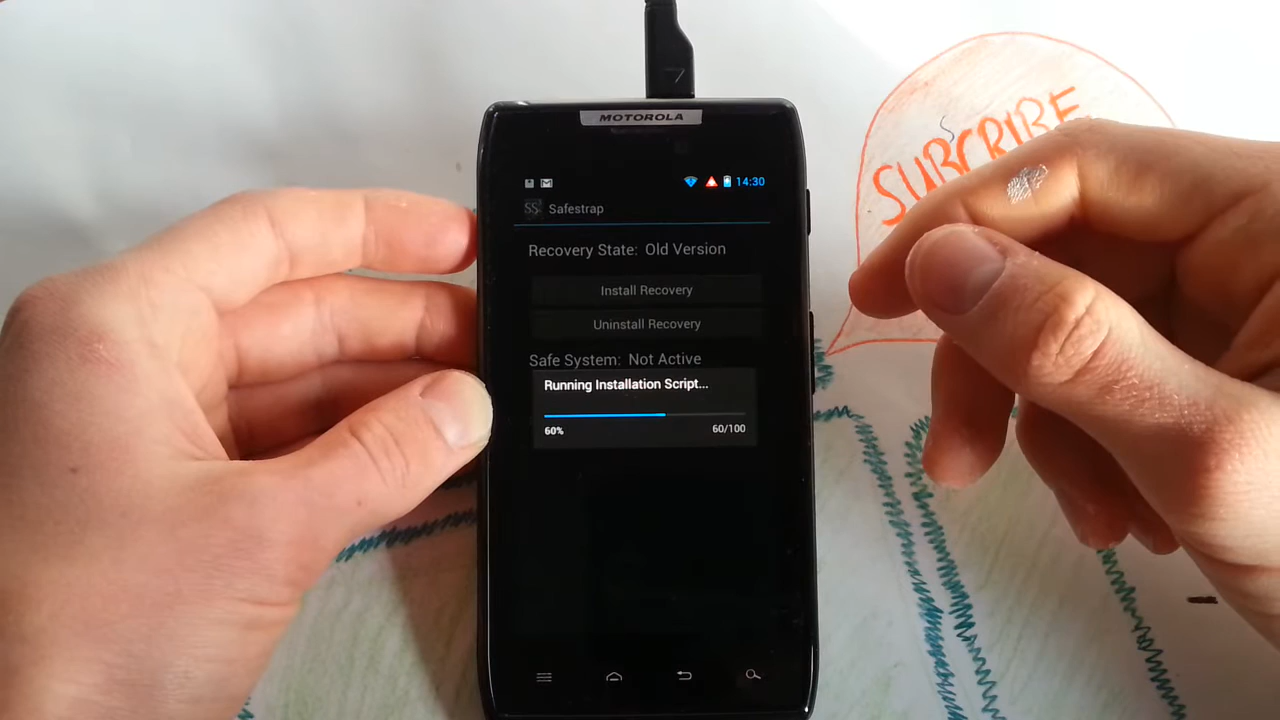 SUBCRIBE
S
MOTOROLA
14:30
SS
Safestrap
Recovery State: Old Version
Install Recovery
Uninstall Recovery
Safe System: Not Active
Running Installation Script...
60%
60/100